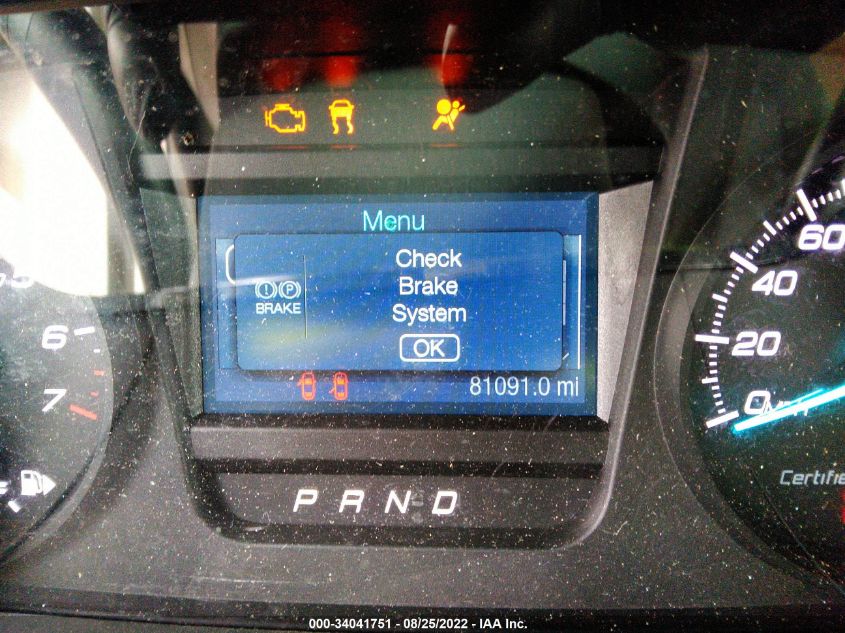 Menu
Check
Brake
System
BRAKE
OK
81091.0 mi
6
7
60
40
20
0
P R N D
Certifie
000-34041751 - 08/25/2022 - IAA Inc.